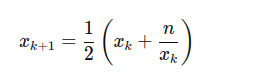 x_{k+1} = \frac{1}{2} \left( x_k + \frac{n}{x_k} \right)